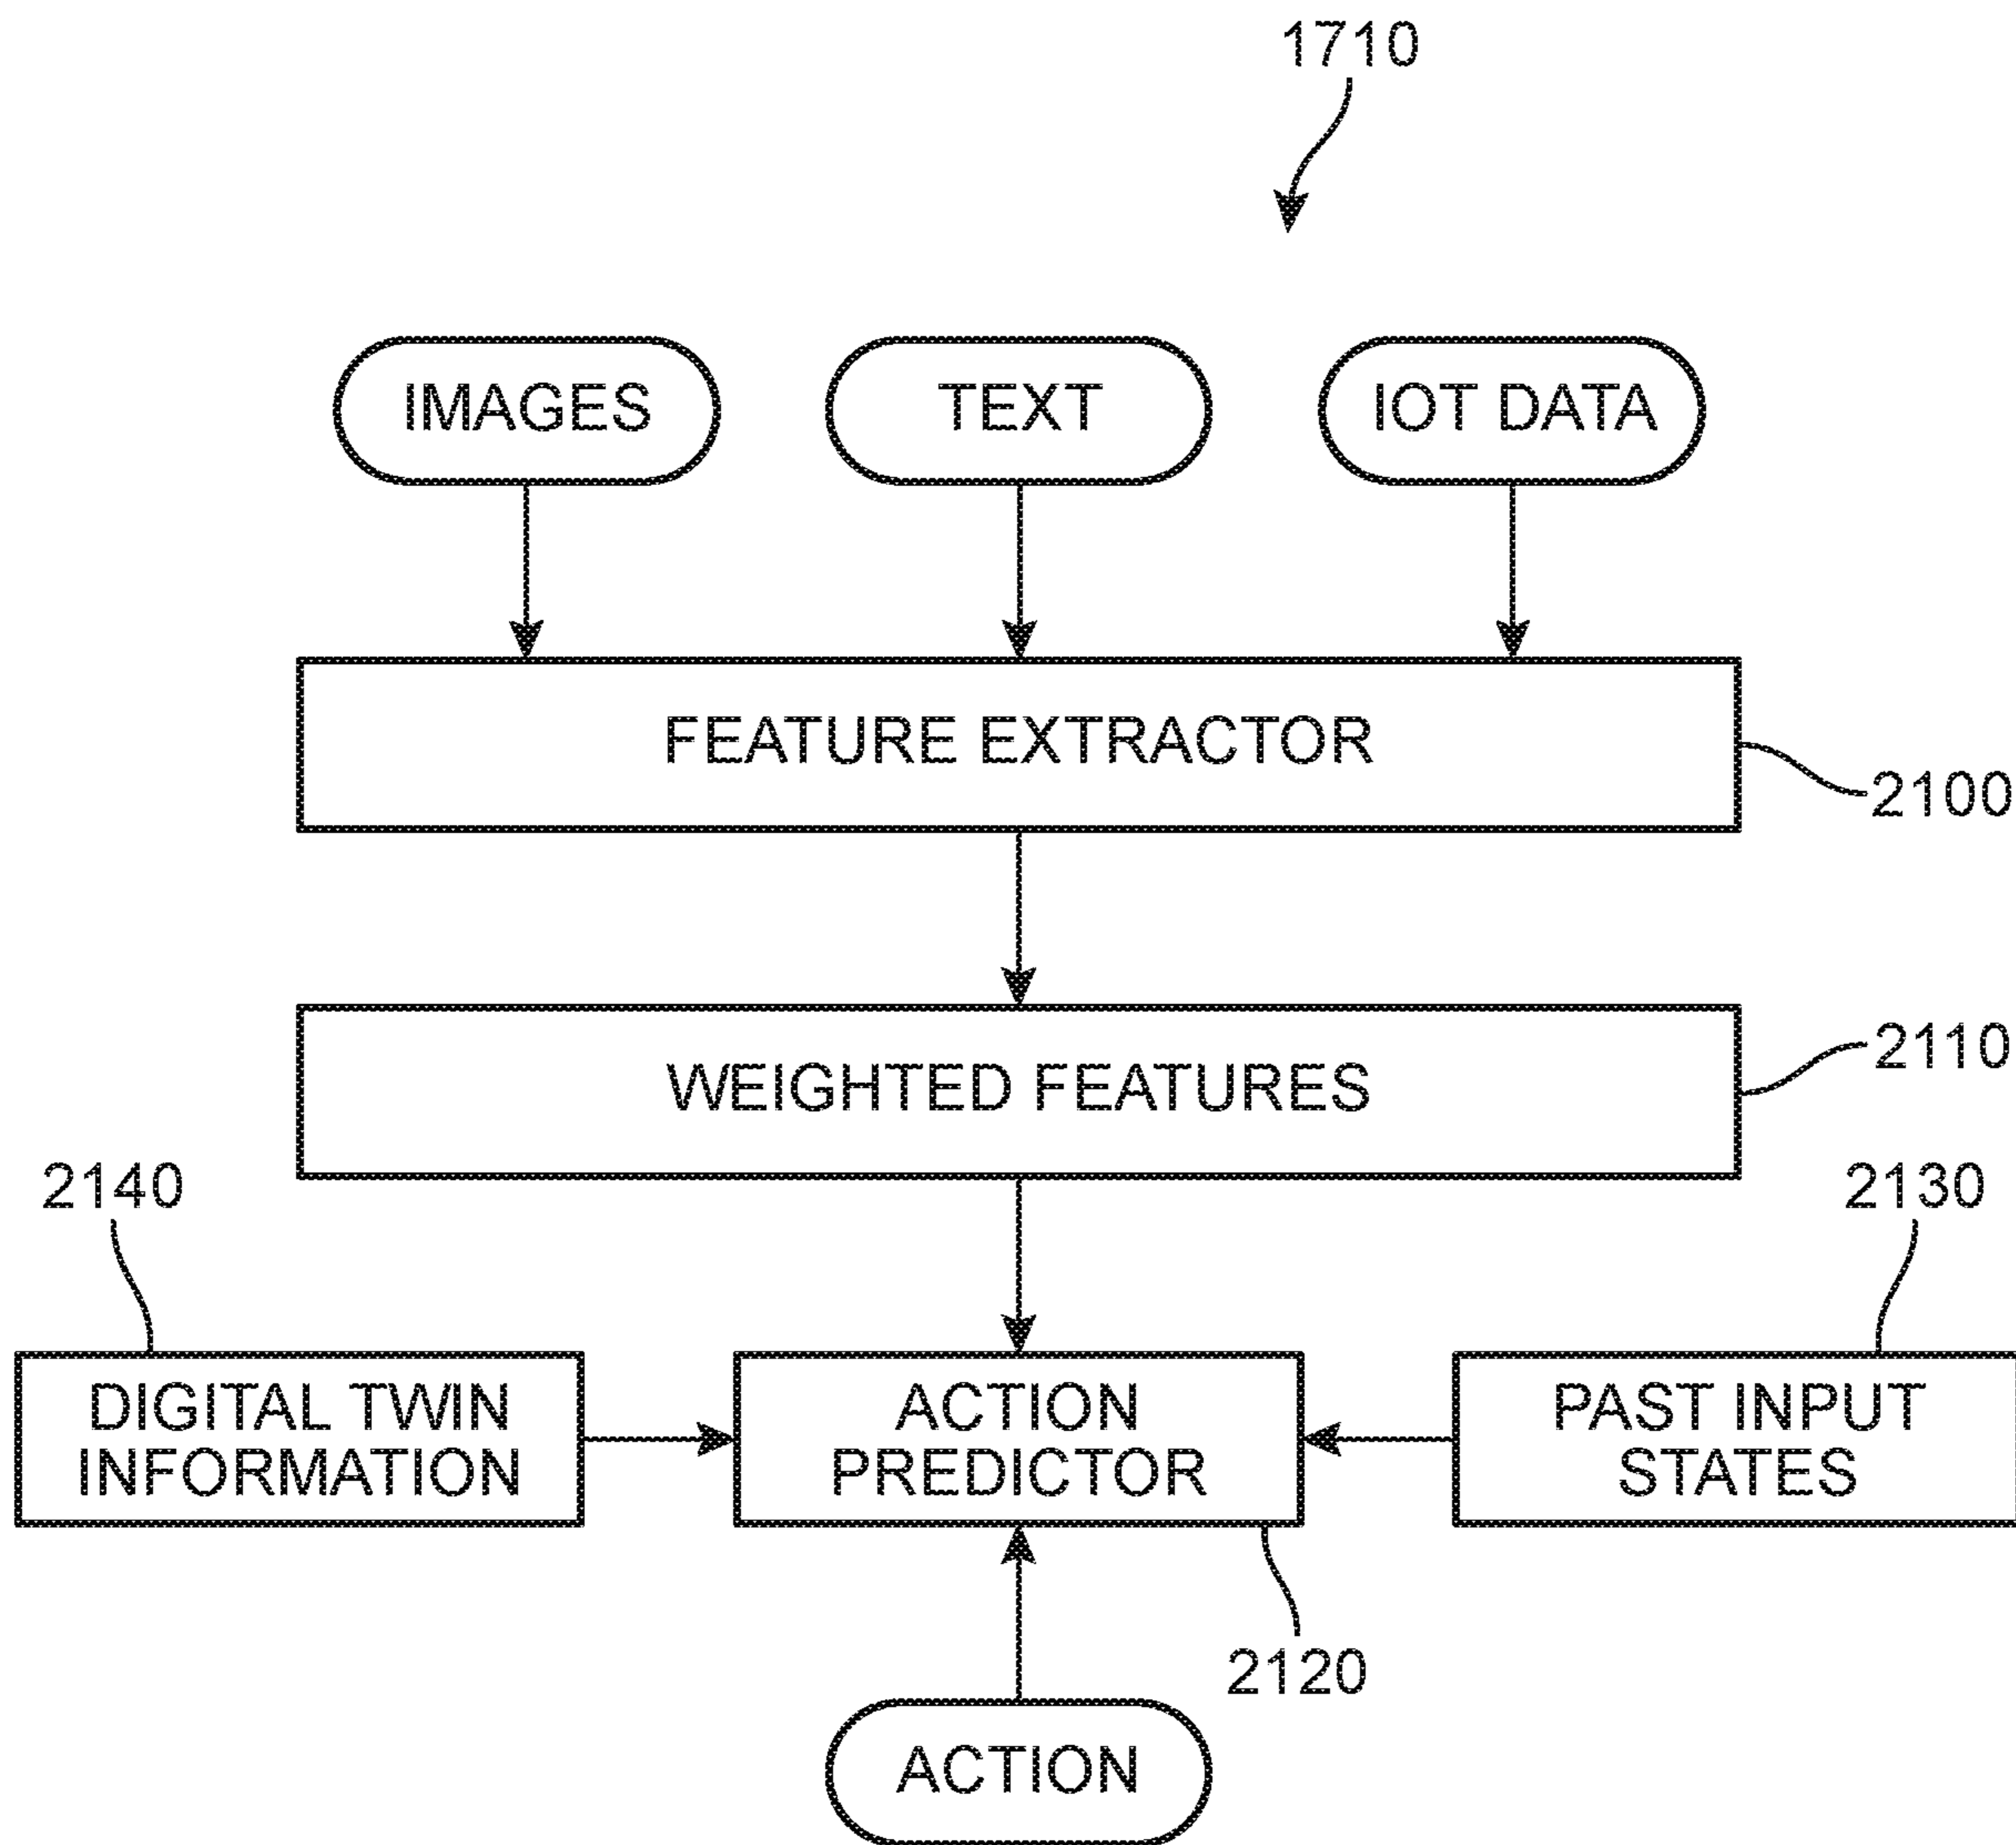 1710
IMAGES
TEXT
IOT DATA
FEATURE EXTRACTOR
2100
WEIGHTED FEATURES
2110
2140
2130
DIGITAL TWIN
INFORMATION
ACTION
PREDICTOR
PAST INPUT
STATES
2120
ACTION